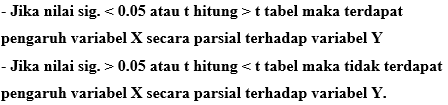 - Jika nilai sig. < 0.05 atau t hitung > t tabel maka terdapat
pengaruh variabel X secara parsial terhadap variabel Y
- Jika nilai sig. > 0.05 atau t hitung < t tabel maka tidak terdapat
pengaruh variabel X secara parsial terhadap variabel Y.